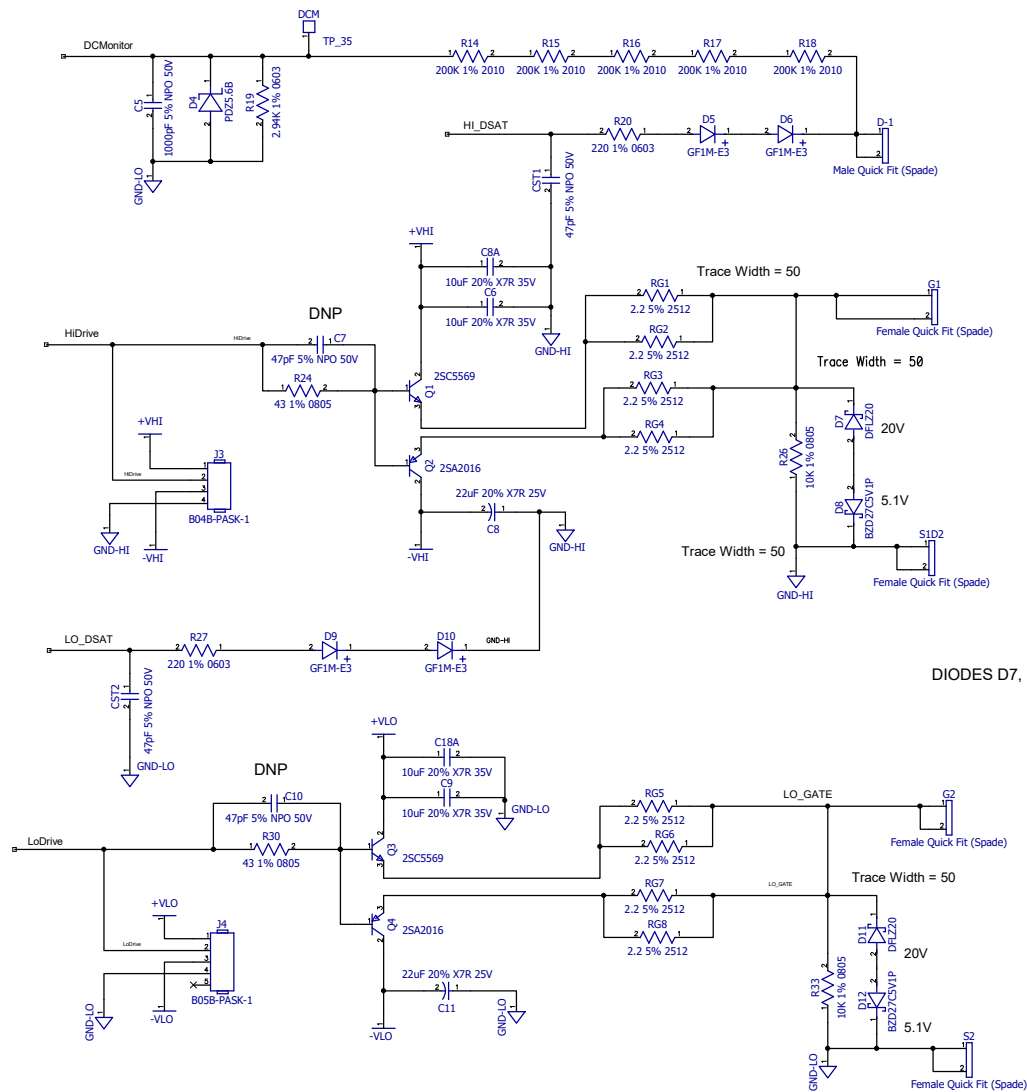 DCM
TP_35
DCMonitor
R14
200K 1% 2010
R15
200K 1% 2010
R16
200K 1% 2010
R17
200K 1% 2010
R18
200K 1% 2010
C5
1000pF 5% NPO 50V
D4
PDZ5.6B
R19
2.94K 1% 0603
GND-LO
HI_DSAT
R20
220 1% 0603
D5
GF1M-E3
D6
GF1M-E3
D-1
Male Quick Fit (Spade)
CST1
47pF 5% NPO 50V
+VHI
C8A
10uF 20% X7R 35V
C6
10uF 20% X7R 35V
GND-HI
Trace Width = 50
RG1
2.2 5% 2512
RG2
2.2 5% 2512
RG3
2.2 5% 2512
RG4
2.2 5% 2512
G1
Female Quick Fit (Spade)
Trace Width = 50
DNP
HiDrive
HiDrive
C7
47pF 5% NPO 50V
R24
43 1% 0805
2SC5569
Q1
Q2
2SA2016
+VHI
J3
HiDrive
B04B-PASK-1
GND-HI
-VHI
22uF 20% X7R 25V
C8
GND-HI
-VHI
R26
10K 1% 0805
D7
DFLZ20
20V
D8
BZD27C5V1P
5.1V
Trace Width = 50
S1D2
Female Quick Fit (Spade)
GND-HI
LO_DSAT
R27
220 1% 0603
D9
GF1M-E3
D10
GF1M-E3
GND-HI
DIODES D7,
CST2
47pF 5% NPO 50V
GND-LO
+VLO
C18A
10uF 20% X7R 35V
C9
10uF 20% X7R 35V
GND-LO
DNP
C10
47pF 5% NPO 50V
LoDrive
R30
43 1% 0805
Q3
2SC5569
Q4
2SA2016
RG5
2.2 5% 2512
RG6
2.2 5% 2512
RG7
2.2 5% 2512
RG8
2.2 5% 2512
LO_GATE
LO_GATE
G2
Female Quick Fit (Spade)
Trace Width = 50
+VLO
J4
LoDrive
B05B-PASK-1
GND-LO
-VLO
22uF 20% X7R 25V
C11
GND-LO
-VLO
R33
10K 1% 0805
D11
DFLZ20
20V
D12
BZD27C5V1P
5.1V
S2
Female Quick Fit (Spade)
GND-LO